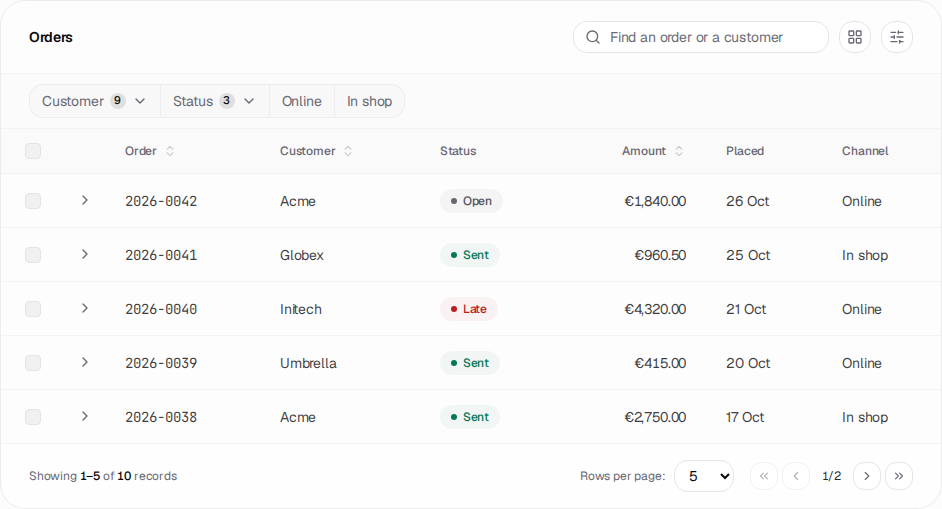 Orders
Find an order or a customer
Customer 9 Status 3 Online In shop
Order Customer Status Amount Placed Channel
2026-0042 Acme Open €1,840.00 26 Oct Online
2026-0041 Globex Sent €960.50 25 Oct In shop
2026-0040 Initech Late €4,320.00 21 Oct Online
2026-0039 Umbrella Sent €415.00 20 Oct Online
2026-0038 Acme Sent €2,750.00 17 Oct In shop
Showing 1–5 of 10 records Rows per page: 5 1/2